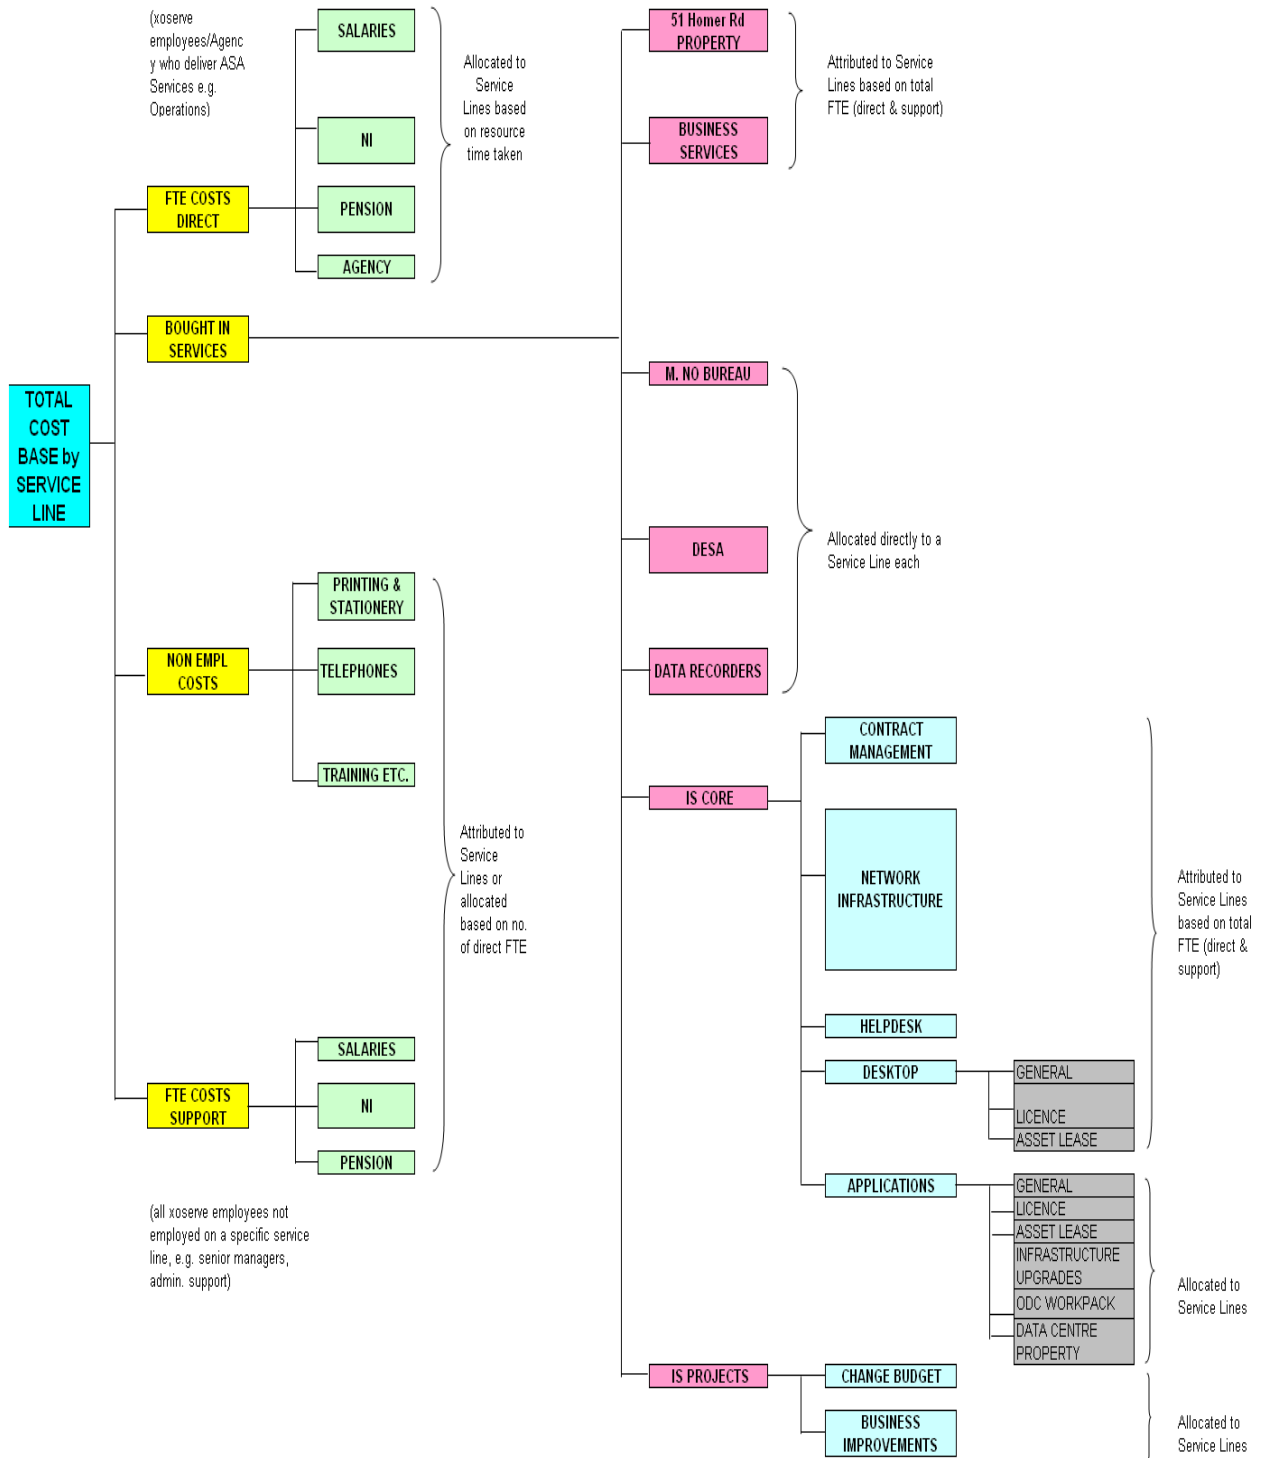 (xoserve
employees/Agenc
y who deliver ASA
Services e.g.
Operations)
SALARIES
NI
PENSION
AGENCY
Allocated to
Service
Lines based
on resource
time taken
FTE COSTS
DIRECT
BOUGHT IN
SERVICES
TOTAL
COST
BASE by
SERVICE
LINE
NON EMPL
COSTS
PRINTING &
STATIONERY
TELEPHONES
TRAINING ETC.
Attributed to
Service
Lines or
allocated
based on no.
of direct FTE
FTE COSTS
SUPPORT
SALARIES
NI
PENSION
(all xoserve employees not
employed on a specific service
line, e.g. senior managers,
admin. support)
51 Homer Rd
PROPERTY
BUSINESS
SERVICES
Attributed to Service
Lines based on total
FTE (direct & support)
M. NO BUREAU
DESA
DATA RECORDERS
Allocated directly to a
Service Line each
IS CORE
CONTRACT
MANAGEMENT
NETWORK
INFRASTRUCTURE
HELPDESK
DESKTOP
GENERAL
LICENCE
ASSET LEASE
Attributed to
Service Lines
based on total
FTE (direct &
support)
APPLICATIONS
GENERAL
LICENCE
ASSET LEASE
INFRASTRUCTURE
UPGRADES
ODC WORKPACK
DATA CENTRE
PROPERTY
Allocated to
Service Lines
IS PROJECTS
CHANGE BUDGET
BUSINESS
IMPROVEMENTS
Allocated to
Service Lines